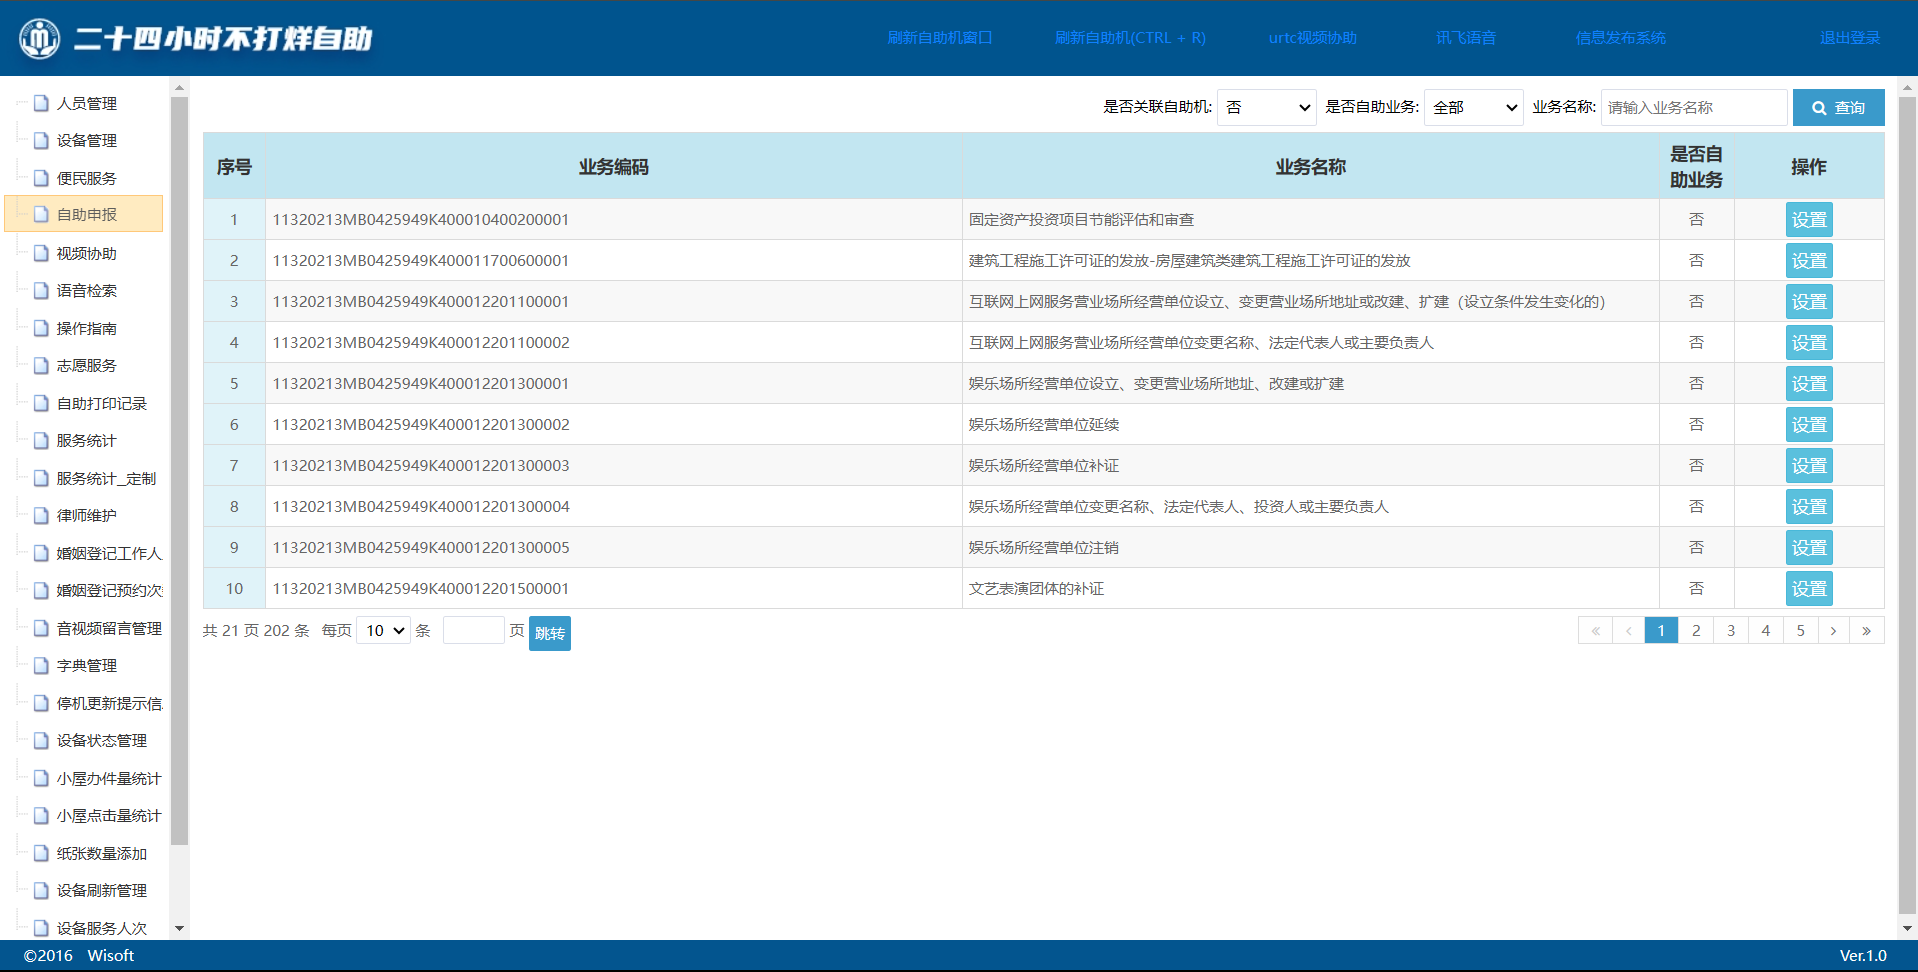 二十四小时不打烊自助
刷新自助机窗口 刷新自助机(CTRL + R) urtc视频协助 讯飞语音 信息发布系统 退出登录
人员管理
设备管理
便民服务
自助申报
视频协助
语音检索
操作指南
志愿服务
自助打印记录
服务统计
服务统计_定制
律师维护
婚姻登记工作人
婚姻登记预约次
音视频留言管理
字典管理
停机更新提示信
设备状态管理
小屋办件量统计
小屋点击量统计
纸张数量添加
设备刷新管理
设备服务人次
是否关联自助机: 否 是否自助业务: 全部 业务名称: 请输入业务名称 查询
序号 业务编码 业务名称 是否自助业务 操作
1 11320213MB0425949K400010400200001 固定资产投资项目节能评估和审查 否 设置
2 11320213MB0425949K400011700600001 建筑工程施工许可证的发放-房屋建筑类建筑工程施工许可证的发放 否 设置
3 11320213MB0425949K400012201100001 互联网上网服务营业场所经营单位设立、变更营业场所地址或改建、扩建（设立条件发生变化的） 否 设置
4 11320213MB0425949K400012201100002 互联网上网服务营业场所经营单位变更名称、法定代表人或主要负责人 否 设置
5 11320213MB0425949K400012201300001 娱乐场所经营单位设立、变更营业场所地址、改建或扩建 否 设置
6 11320213MB0425949K400012201300002 娱乐场所经营单位延续 否 设置
7 11320213MB0425949K400012201300003 娱乐场所经营单位补证 否 设置
8 11320213MB0425949K400012201300004 娱乐场所经营单位变更名称、法定代表人、投资人或主要负责人 否 设置
9 11320213MB0425949K400012201300005 娱乐场所经营单位注销 否 设置
10 11320213MB0425949K400012201500001 文艺表演团体的补证 否 设置
共 21 页 202 条 每页 10 条 页 跳转 « ‹ 1 2 3 4 5 › »
©2016 Wisoft Ver.1.0